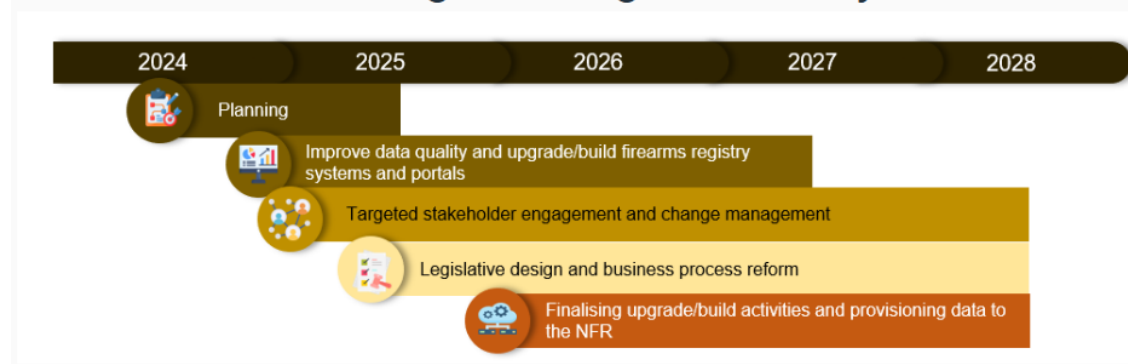 2024 2025 2026 2027 2028
Planning
Improve data quality and upgrade/build firearms registry
systems and portals
Targeted stakeholder engagement and change management
Legislative design and business process reform
Finalising upgrade/build activities and provisioning data to
the NFR